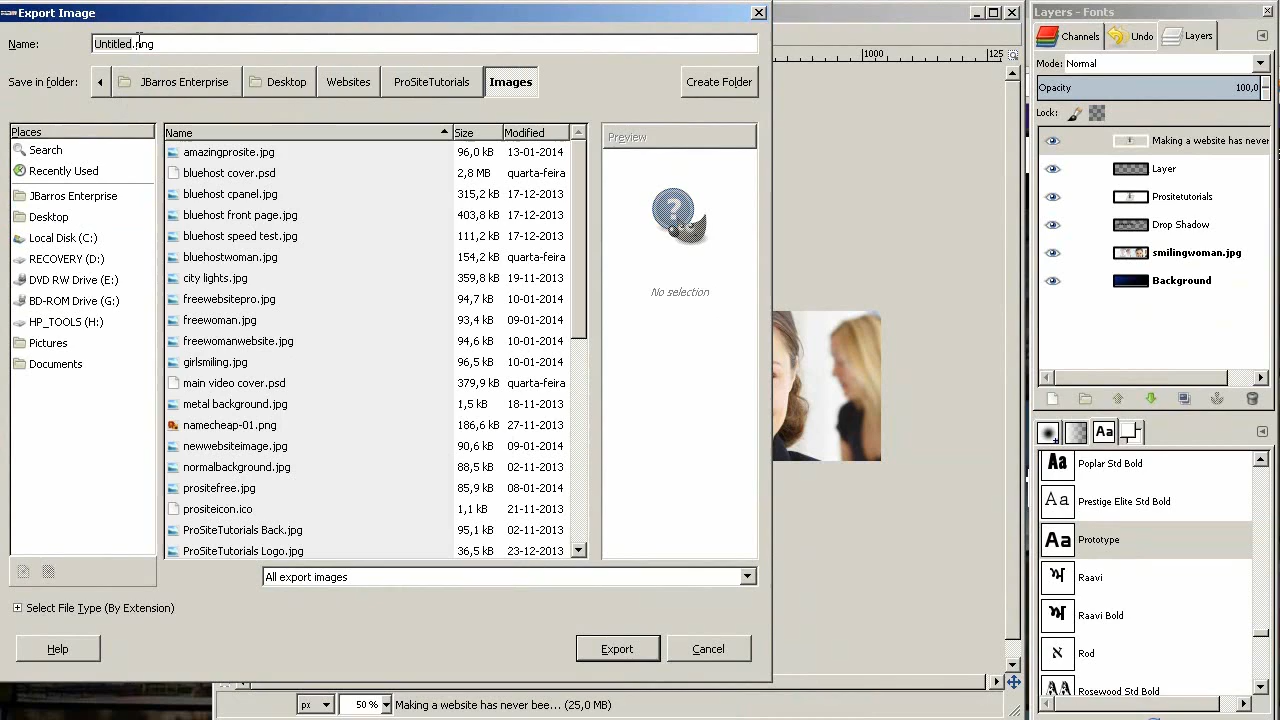 Export Image
Name:
Untitled.png
Save in folder:
JBarros Enterprise
Desktop
Websites
ProSiteTutorials
Images
Create Folder
Places
Search
Recently Used
JBarros Enterprise
Desktop
Local Disk (C:)
RECOVERY (D:)
DVD RW Drive (E:)
BD-ROM Drive (G:)
HP_TOOLS (H:)
Pictures
Documents
Name Size Modified
amazingprosite.jpg 96,0 kB 13-01-2014
bluehost cover.psd 2,8 MB quarta-feira
bluehost cpanel.jpg 315,2 kB 17-12-2013
bluehost front page.jpg 403,8 kB 17-12-2013
bluehost speed test.jpg 111,2 kB 17-12-2013
bluehostwoman.jpg 154,2 kB quarta-feira
city lights.jpg 359,8 kB 19-11-2013
freewebsitepro.jpg 94,7 kB 10-01-2014
freewoman.jpg 93,4 kB 09-01-2014
freewomanwebsite.jpg 94,6 kB 10-01-2014
girlsmiling.jpg 96,5 kB 10-01-2014
main video cover.psd 379,9 kB quarta-feira
metal background.jpg 1,5 kB 18-11-2013
namecheap-01.png 186,6 kB 27-11-2013
newwebsiteimage.jpg 90,6 kB 09-01-2014
normalbackground.jpg 88,5 kB 02-11-2013
prositefree.jpg 85,9 kB 08-01-2014
prositeicon.ico 1,1 kB 21-11-2013
ProSiteTutorials Back.jpg 95,1 kB 02-11-2013
ProSiteTutorials Logo.jpg 36,5 kB 23-12-2013
Preview
No selection
All export images
Select File Type (By Extension)
Help
Export
Cancel
1000
125
px
50 %
Making a website has never bee... (25,0 MB)
Layers - Fonts
Channels
Undo
Layers
Mode: Normal
Opacity 100,0
Lock:
Making a website has never
Layer
Prositetutorials
Drop Shadow
smilingwoman.jpg
Background
Aa Poplar Std Bold
Aa Prestige Elite Std Bold
Aa Prototype
Raavi
Raavi Bold
Rod
AA Rosewood Std Bold